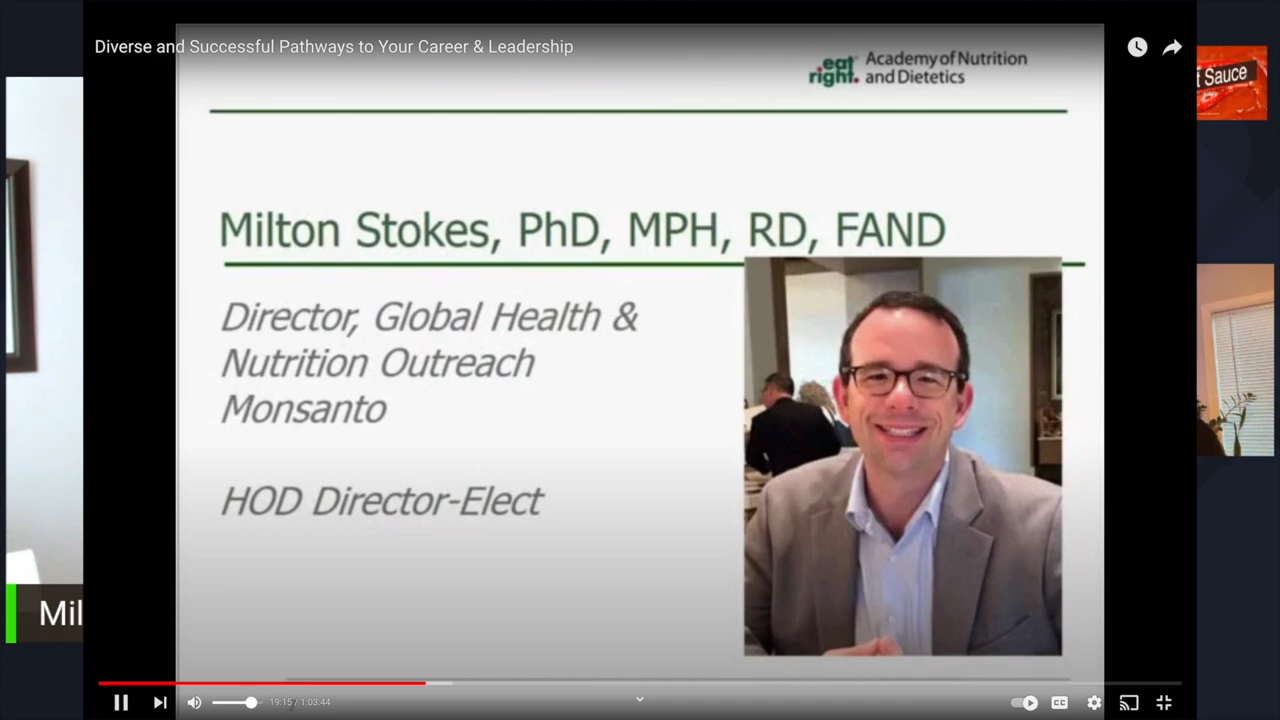 Diverse and Successful Pathways to Your Career & Leadership
eat
right.
Academy of Nutrition
and Dietetics
t Sauce
Milton Stokes, PhD, MPH, RD, FAND
Director, Global Health &
Nutrition Outreach
Monsanto
HOD Director-Elect
Mil
19:15 / 1:03:44
CC